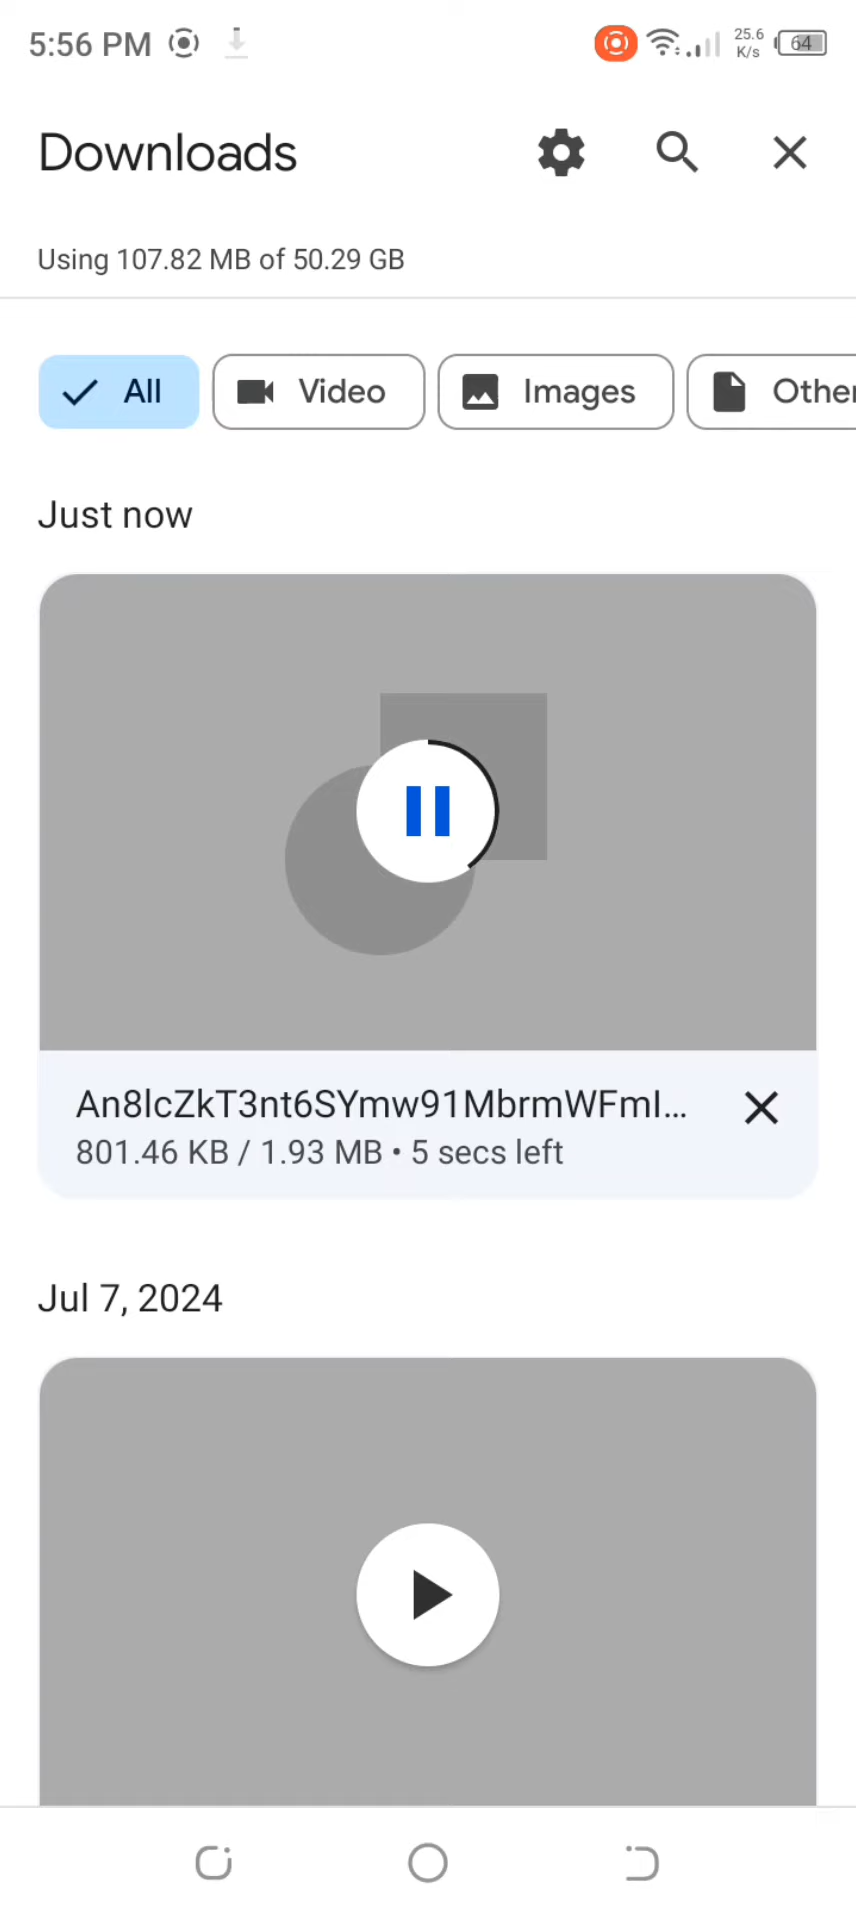 5:56 PM
25.6
K/s
64
Downloads
Using 107.82 MB of 50.29 GB
All
Video
Images
Other
Just now
An8lcZkT3nt6SYmw91MbrmWFmI...
801.46 KB / 1.93 MB • 5 secs left
Jul 7, 2024